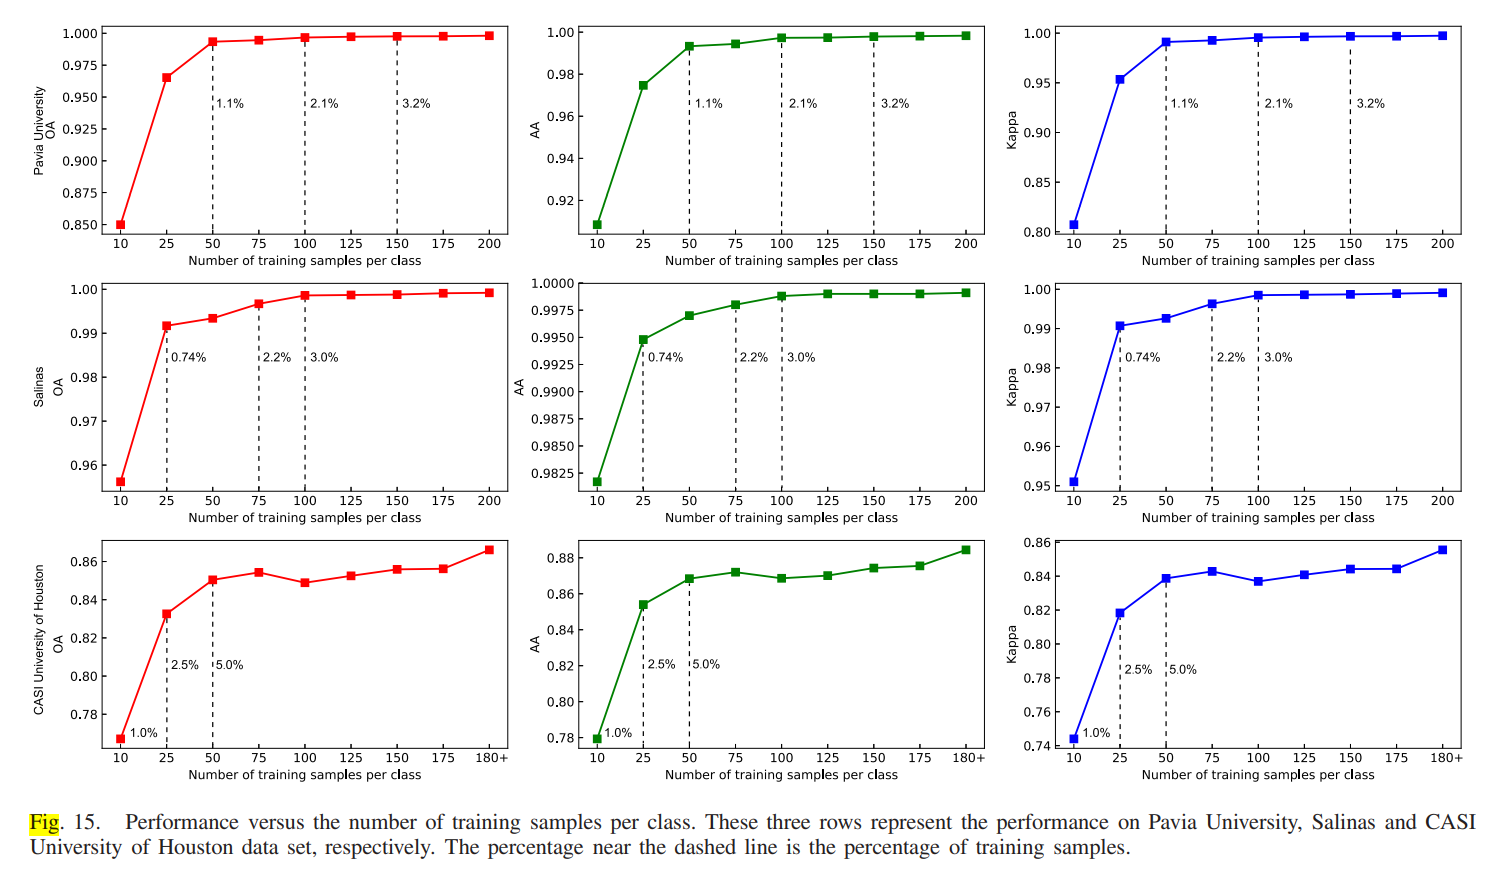 Pavia University
OA
1.000
0.975
0.950
0.925
0.900
0.875
0.850
1.1%
2.1%
3.2%
10 25 50 75 100 125 150 175 200
Number of training samples per class
AA
1.00
0.98
0.96
0.94
0.92
1.1%
2.1%
3.2%
10 25 50 75 100 125 150 175 200
Number of training samples per class
Kappa
1.00
0.95
0.90
0.85
0.80
1.1%
2.1%
3.2%
10 25 50 75 100 125 150 175 200
Number of training samples per class
Salinas
OA
1.00
0.99
0.98
0.97
0.96
0.74%
2.2%
3.0%
10 25 50 75 100 125 150 175 200
Number of training samples per class
AA
1.0000
0.9975
0.9950
0.9925
0.9900
0.9875
0.9850
0.9825
0.74%
2.2%
3.0%
10 25 50 75 100 125 150 175 200
Number of training samples per class
Kappa
1.00
0.99
0.98
0.97
0.96
0.95
0.74%
2.2%
3.0%
10 25 50 75 100 125 150 175 200
Number of training samples per class
CASI University of Houston
OA
0.86
0.84
0.82
0.80
0.78
1.0%
2.5%
5.0%
10 25 50 75 100 125 150 175 180+
Number of training samples per class
AA
0.88
0.86
0.84
0.82
0.80
0.78
1.0%
2.5%
5.0%
10 25 50 75 100 125 150 175 180+
Number of training samples per class
Kappa
0.86
0.84
0.82
0.80
0.78
0.76
0.74
1.0%
2.5%
5.0%
10 25 50 75 100 125 150 175 180+
Number of training samples per class
Fig. 15. Performance versus the number of training samples per class. These three rows represent the performance on Pavia University, Salinas and CASI
University of Houston data set, respectively. The percentage near the dashed line is the percentage of training samples.